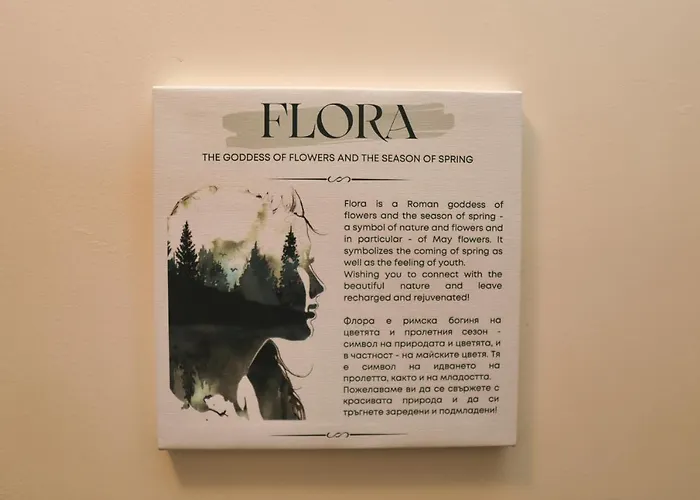 FLORA
THE GODDESS OF FLOWERS AND THE SEASON OF SPRING
Flora is a Roman goddess of
flowers and the season of spring -
a symbol of nature and flowers and
in particular - of May flowers. It
symbolizes the coming of spring as
well as the feeling of youth.
Wishing you to connect with the
beautiful nature and leave
recharged and rejuvenated!
Флора е римска богиня на
цветята и пролетния сезон -
символ на природата и цветята, и
в частност - на майските цветя. Тя
е символ на идването на
пролетта, както и на младостта.
Пожелаваме ви да се свържете с
красивата природа и да си
тръгнете заредени и подмладени!